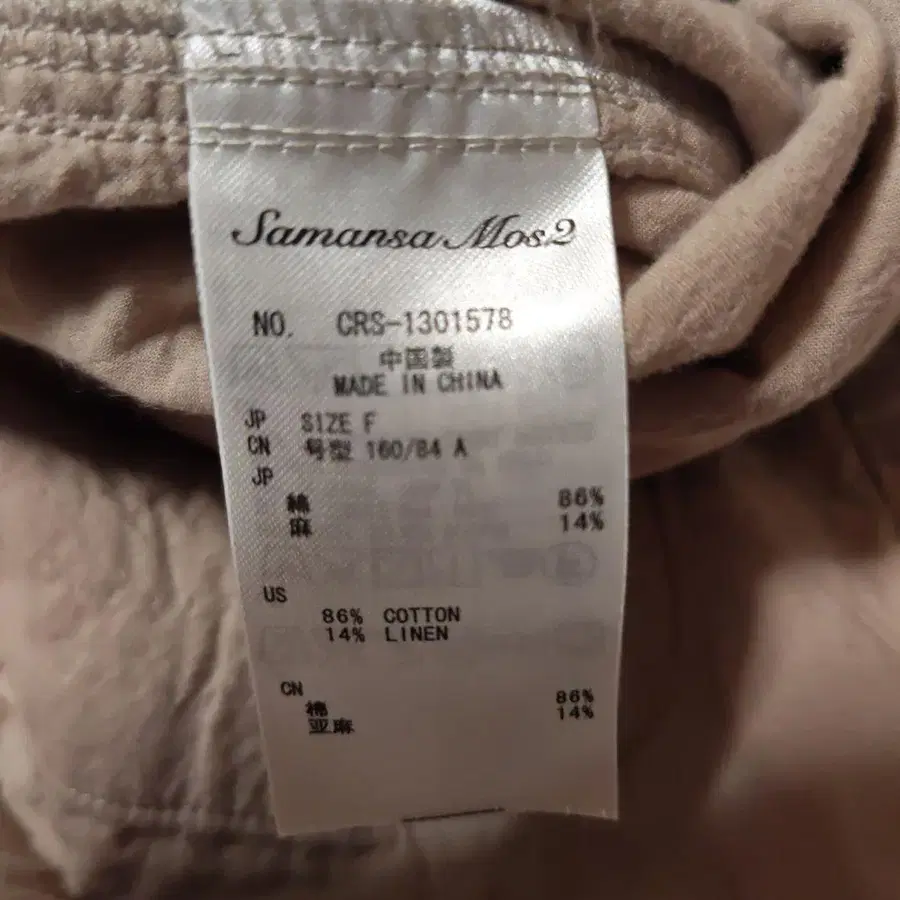 Samansa Mos2
NO. CRS-1301578
中国製
MADE IN CHINA
JP SIZE F
CN 号型 160/84 A
JP
綿 86%
麻 14%
US
86% COTTON
14% LINEN
CN
棉 86%
亚麻 14%